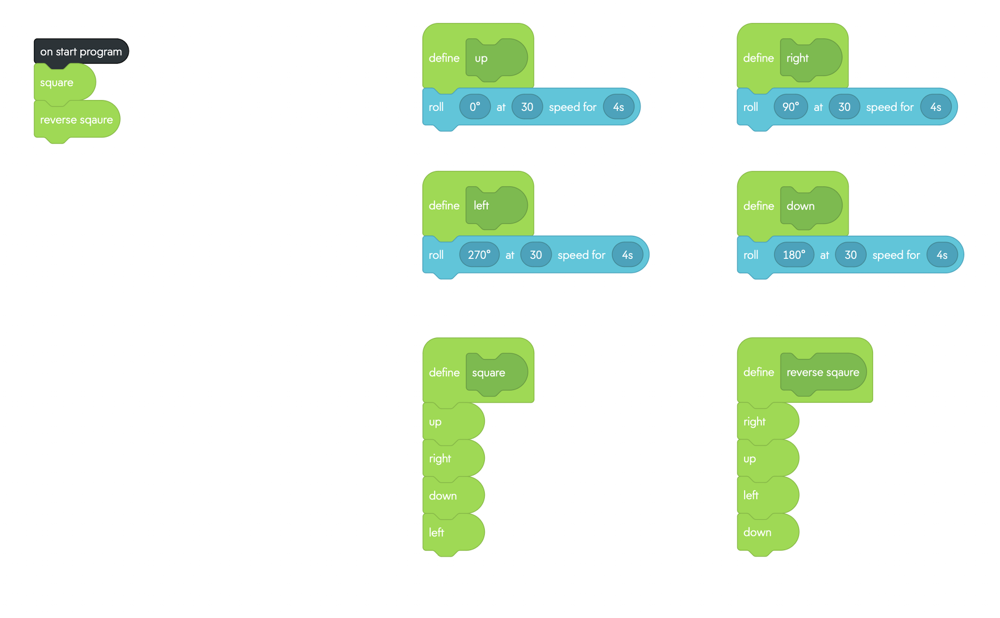 on start program
square
reverse sqaure
define up
roll 0° at 30 speed for 4s
define right
roll 90° at 30 speed for 4s
define left
roll 270° at 30 speed for 4s
define down
roll 180° at 30 speed for 4s
define square
up
right
down
left
define reverse sqaure
right
up
left
down